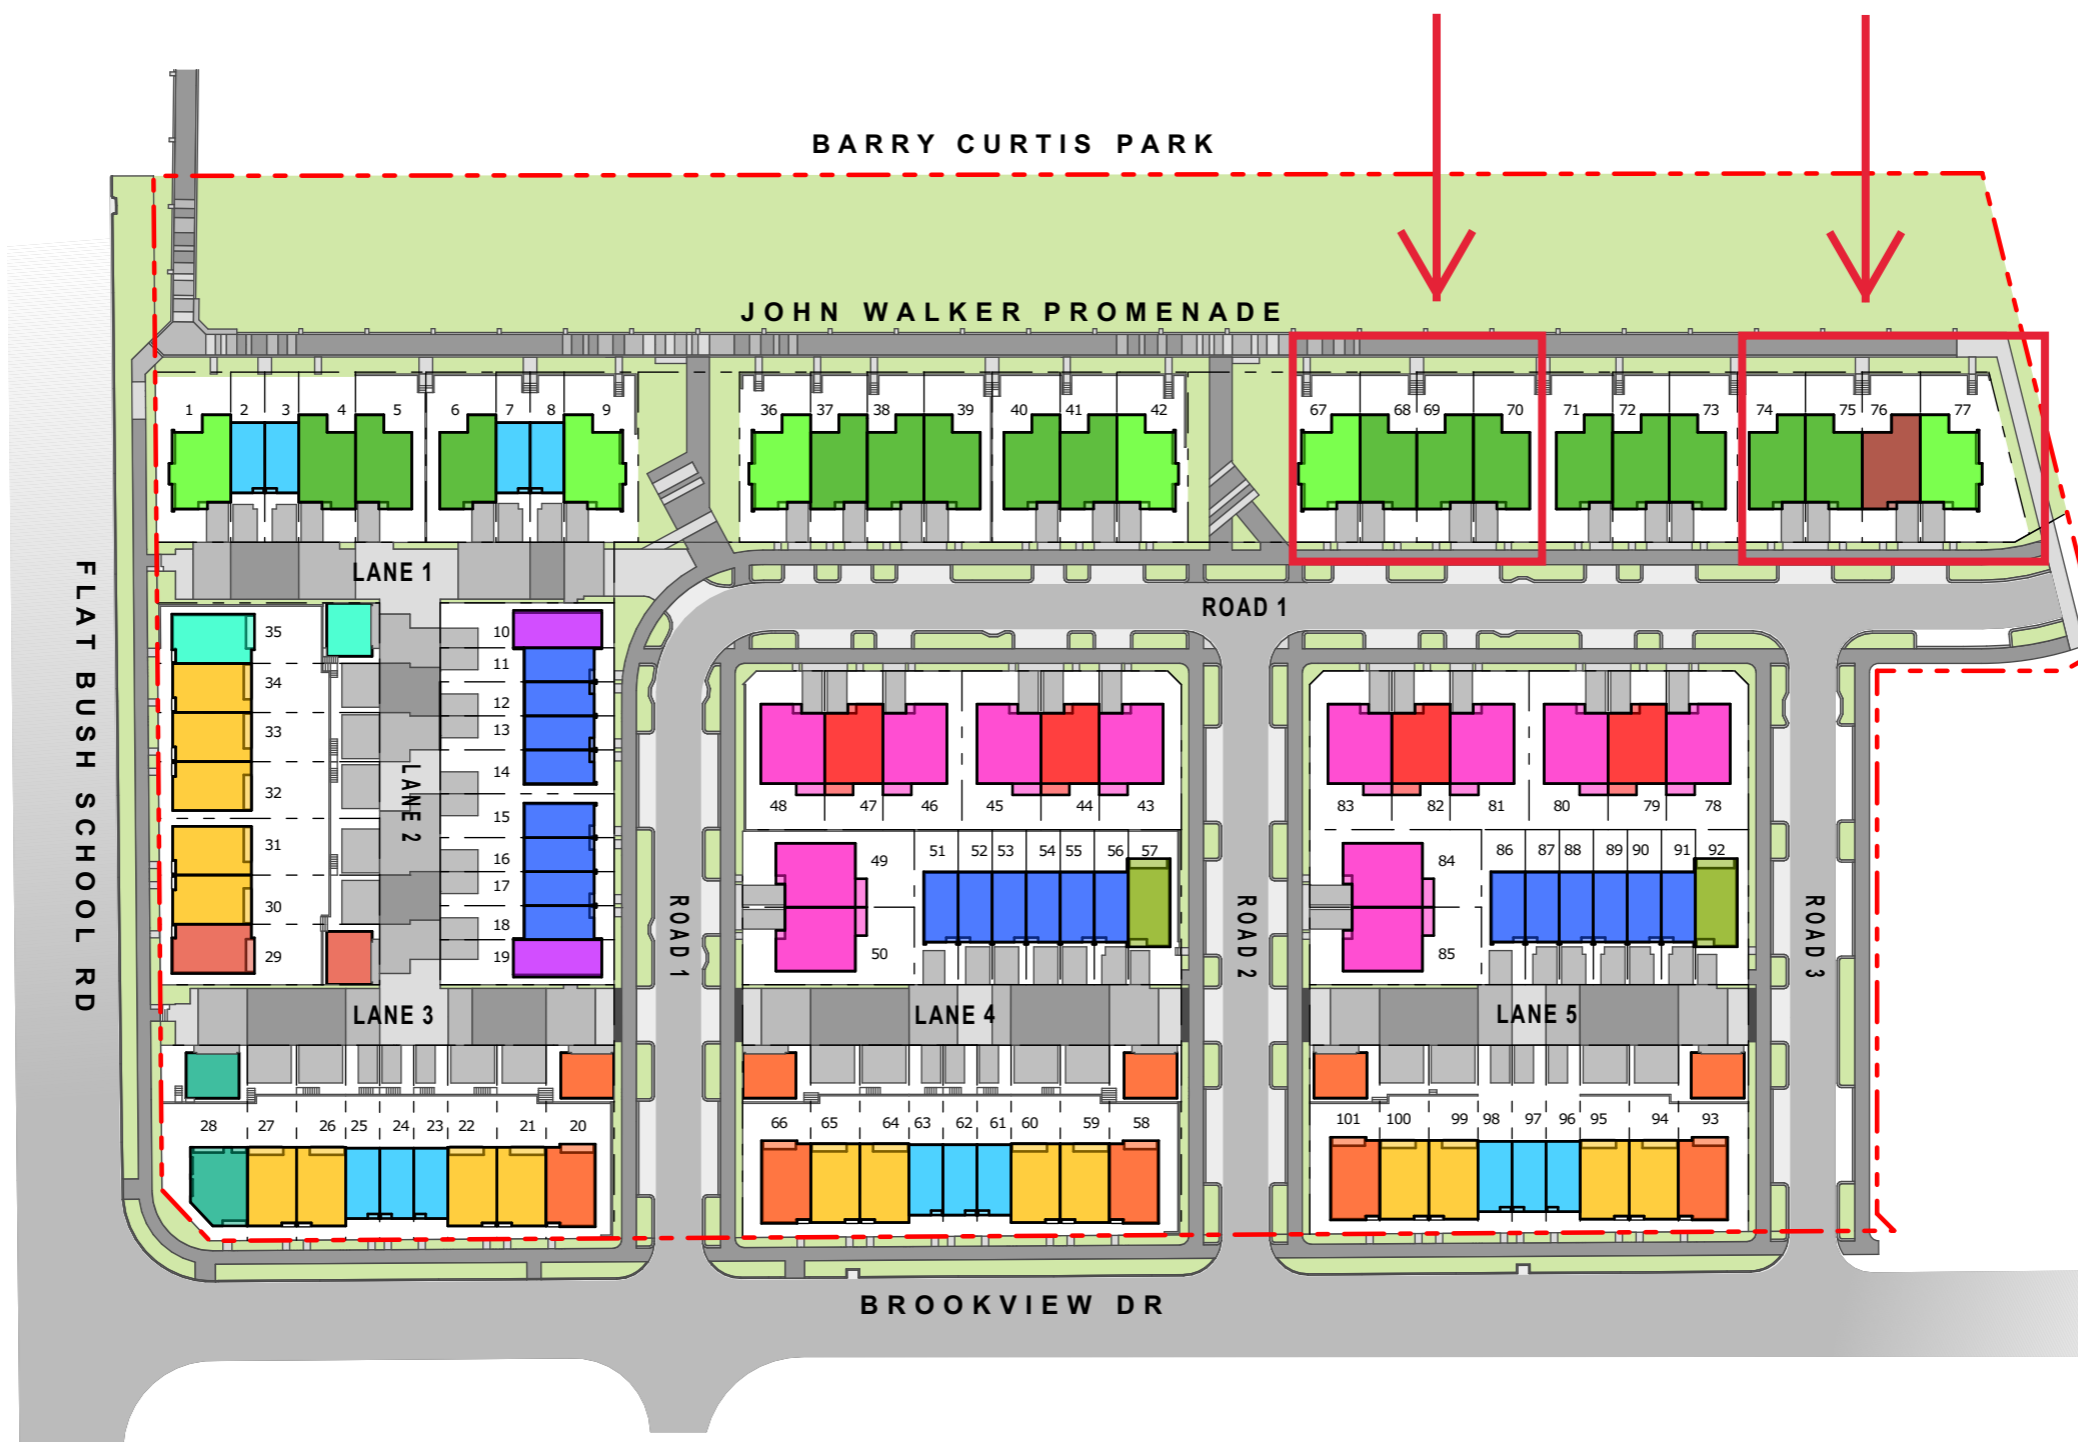 BARRY CURTIS PARK
JOHN WALKER PROMENADE
1 2 3 4 5 6 7 8 9 36 37 38 39 40 41 42 67 68 69 70 71 72 73 74 75 76 77
LANE 1
ROAD 1
FLAT BUSH SCHOOL RD
35 10
34 11
33 12
13
32 14
LANE 2
31 15
30 16
17
29 18
19
48 47 46 45 44 43 83 82 81 80 79 78
49 51 52 53 54 55 56 57 84 86 87 88 89 90 91 92
50 85
ROAD 1
ROAD 2
ROAD 3
LANE 3
LANE 4
LANE 5
28 27 26 25 24 23 22 21 20 66 65 64 63 62 61 60 59 58 101 100 99 98 97 96 95 94 93
BROOKVIEW DR